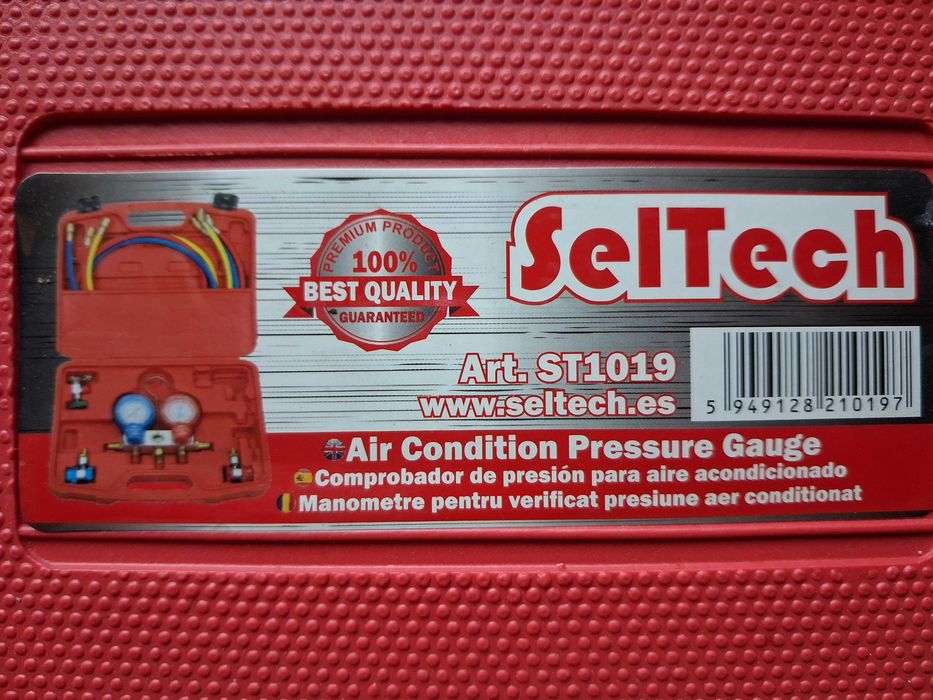 PREMIUM PRODUCT
100%
BEST QUALITY
GUARANTEED
SelTech
Art. ST1019
www.seltech.es
5 949128 210197
Air Condition Pressure Gauge
Comprobador de presión para aire acondicionado
Manometre pentru verificat presiune aer conditionat